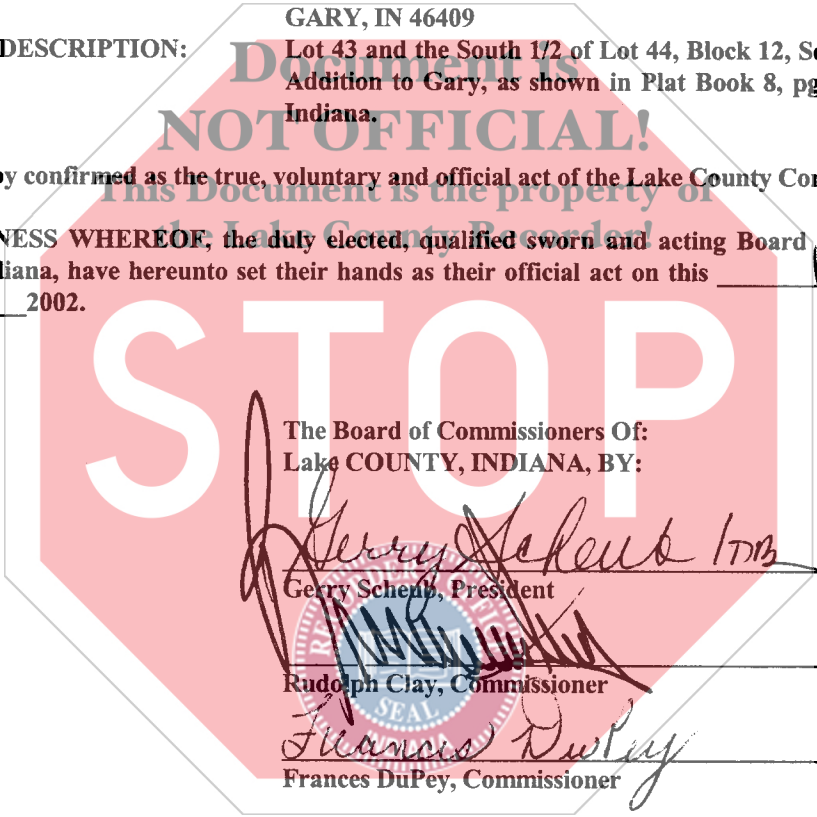 GARY, IN 46409
DESCRIPTION: Lot 43 and the South 1/2 of Lot 44, Block 12, S
Addition to Gary, as shown in Plat Book 8, pg
Indiana.
Document is
NOT OFFICIAL!
by confirmed as the true, voluntary and official act of the Lake County Co
This Document is the property of
the Lake County Recorder!
NESS WHEREOF, the duly elected, qualified sworn and acting Board
iana, have hereunto set their hands as their official act on this ________
__2002.
STOP
The Board of Commissioners Of:
Lake COUNTY, INDIANA, BY:
Gerry Scheub
Gerry Scheub, President
Rudolph Clay, Commissioner
SEAL
INDIANA
Frances DuPey
Frances DuPey, Commissioner